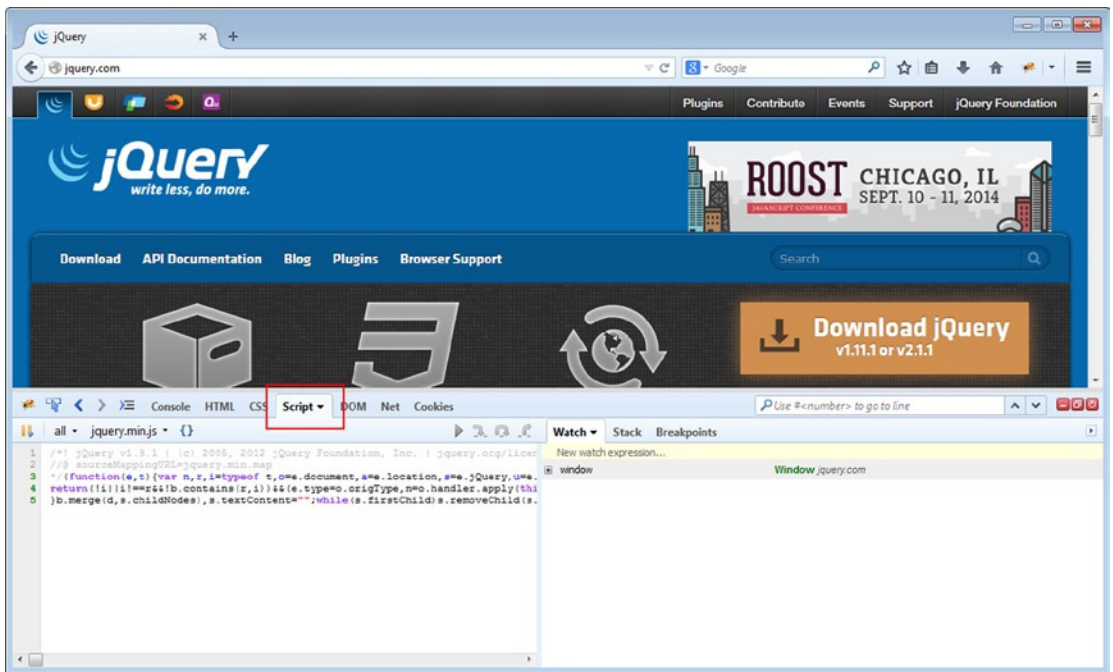 jQuery
jquery.com
Google
Plugins Contribute Events Support jQuery Foundation
jQuery
write less, do more.
ROOST
JAVASCRIPT CONFERENCE
CHICAGO, IL
SEPT. 10 - 11, 2014
Download API Documentation Blog Plugins Browser Support
Search
3
Download jQuery
v1.11.1 or v2.1.1
Console HTML CSS Script DOM Net Cookies
Use #<number> to go to line
all jquery.min.js {}
Watch Stack Breakpoints
New watch expression...
window Window jquery.com
1 /*! jQuery v1.9.1 | (c) 2005, 2012 jQuery Foundation, Inc. | jquery.org/licen
2 //@ sourceMappingURL=jquery.min.map
3 */(function(e,t){var n,r,i=typeof t,o=e.document,a=e.location,s=e.jQuery,u=e.
4 return(!i||i!==r&&!b.contains(r,i))&&(e.type=o.origType,n=o.handler.apply(thi
5 }b.merge(d,s.childNodes),s.textContent="";while(s.firstChild)s.removeChild(s.